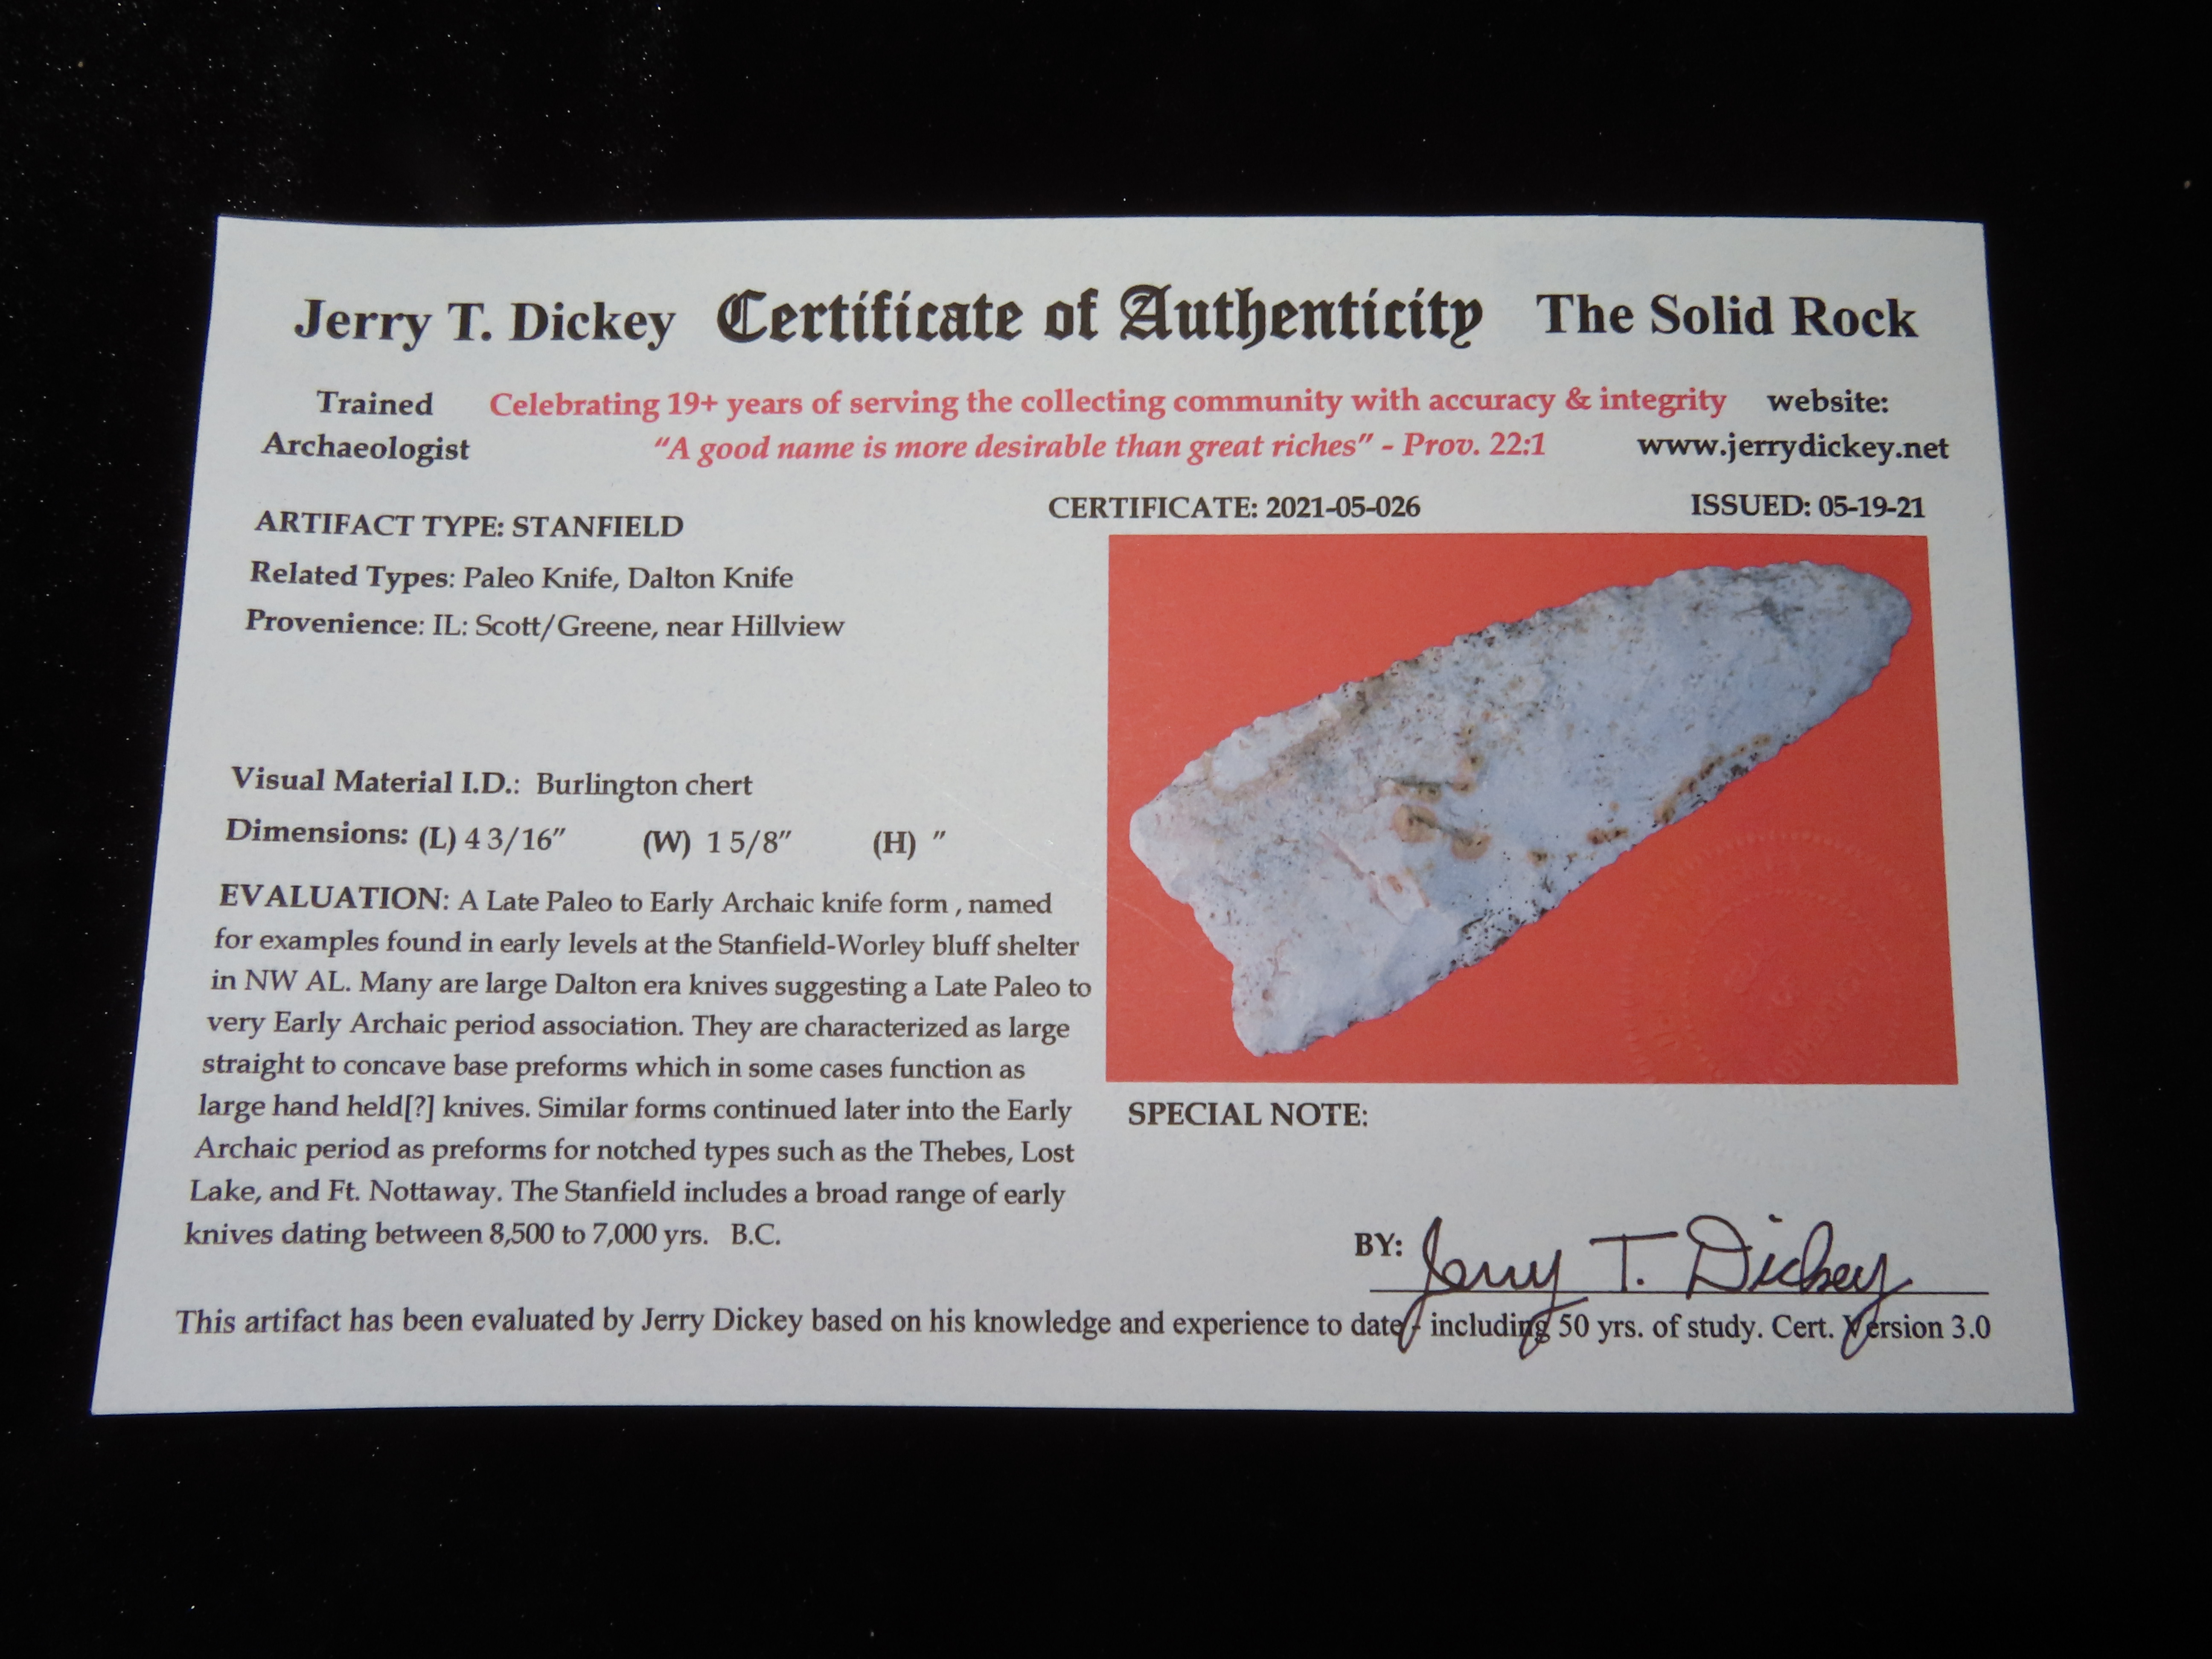 Jerry T. Dickey Certificate of Authenticity The Solid Rock
Trained Celebrating 19+ years of serving the collecting community with accuracy & integrity website:
Archaeologist "A good name is more desirable than great riches" - Prov. 22:1 www.jerrydickey.net
CERTIFICATE: 2021-05-026 ISSUED: 05-19-21
ARTIFACT TYPE: STANFIELD
Related Types: Paleo Knife, Dalton Knife
Provenience: IL: Scott/Greene, near Hillview
Visual Material I.D.: Burlington chert
Dimensions: (L) 4 3/16" (W) 1 5/8" (H) "
EVALUATION: A Late Paleo to Early Archaic knife form , named
for examples found in early levels at the Stanfield-Worley bluff shelter
in NW AL. Many are large Dalton era knives suggesting a Late Paleo to
very Early Archaic period association. They are characterized as large
straight to concave base preforms which in some cases function as
large hand held[?] knives. Similar forms continued later into the Early
Archaic period as preforms for notched types such as the Thebes, Lost
Lake, and Ft. Nottaway. The Stanfield includes a broad range of early
knives dating between 8,500 to 7,000 yrs. B.C.
SPECIAL NOTE:
BY: Jerry T. Dickey
This artifact has been evaluated by Jerry Dickey based on his knowledge and experience to date - including 50 yrs. of study. Cert. Version 3.0